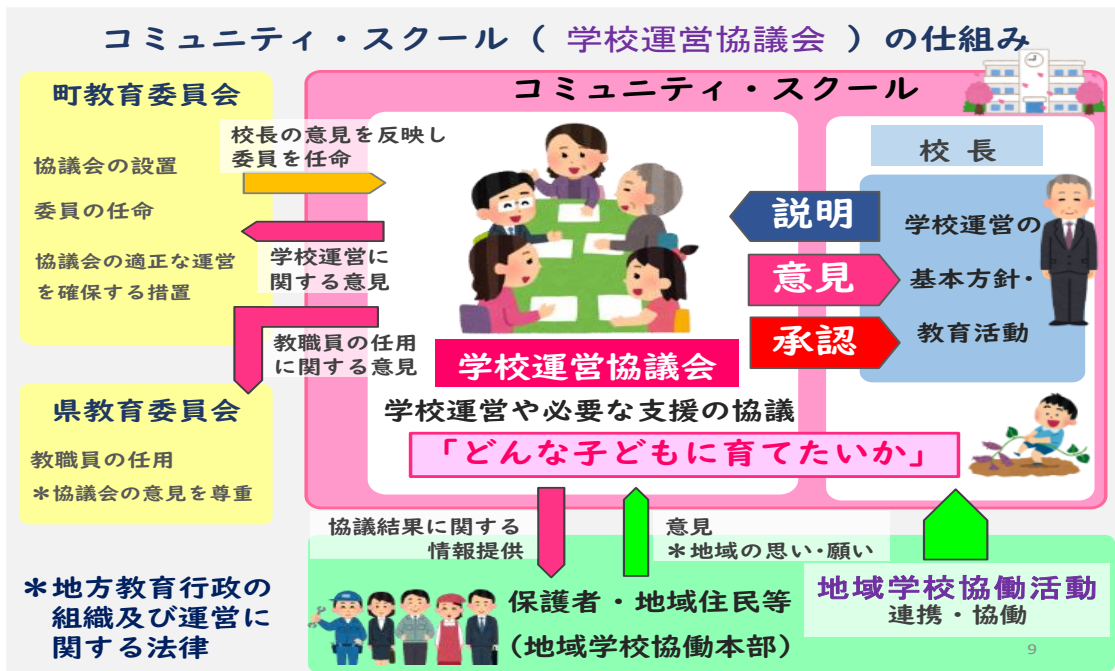 コミュニティ・スクール（ 学校運営協議会 ）の仕組み
町教育委員会
協議会の設置
委員の任命
協議会の適正な運営
を確保する措置
校長の意見を反映し
委員を任命
学校運営に
関する意見
教職員の任用
に関する意見
県教育委員会
教職員の任用
＊協議会の意見を尊重
＊地方教育行政の
組織及び運営に
関する法律
コミュニティ・スクール
学校運営協議会
学校運営や必要な支援の協議
「どんな子どもに育てたいか」
説明
意見
承認
校長
学校運営の
基本方針・
教育活動
協議結果に関する
情報提供
意見
＊地域の思い・願い
保護者・地域住民等
（地域学校協働本部）
地域学校協働活動
連携・協働
9